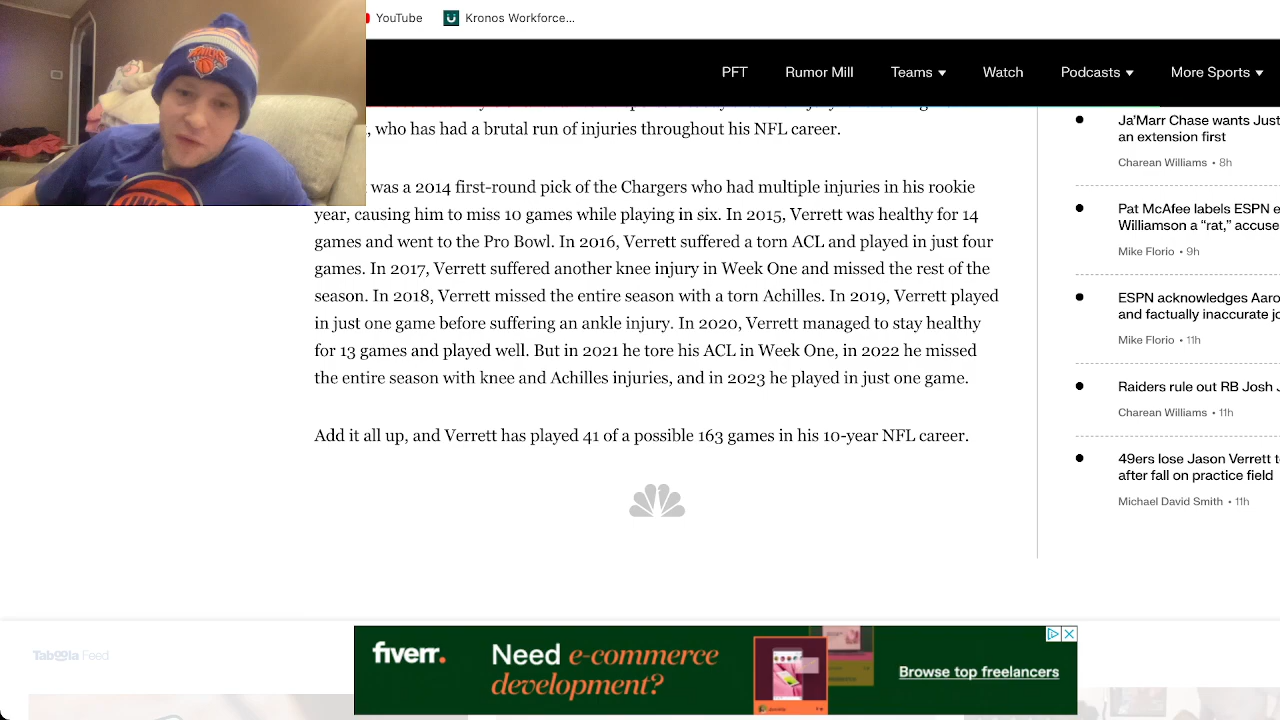 YouTube
Kronos Workforce...
PFT
Rumor Mill
Teams
Watch
Podcasts
More Sports
KNICKS
, who has had a brutal run of injuries throughout his NFL career.
was a 2014 first-round pick of the Chargers who had multiple injuries in his rookie
year, causing him to miss 10 games while playing in six. In 2015, Verrett was healthy for 14
games and went to the Pro Bowl. In 2016, Verrett suffered a torn ACL and played in just four
games. In 2017, Verrett suffered another knee injury in Week One and missed the rest of the
season. In 2018, Verrett missed the entire season with a torn Achilles. In 2019, Verrett played
in just one game before suffering an ankle injury. In 2020, Verrett managed to stay healthy
for 13 games and played well. But in 2021 he tore his ACL in Week One, in 2022 he missed
the entire season with knee and Achilles injuries, and in 2023 he played in just one game.
Add it all up, and Verrett has played 41 of a possible 163 games in his 10-year NFL career.
Ja'Marr Chase wants Just
an extension first
Charean Williams • 8h
Pat McAfee labels ESPN e
Williamson a “rat,” accuse
Mike Florio • 9h
ESPN acknowledges Aaro
and factually inaccurate jo
Mike Florio • 11h
Raiders rule out RB Josh J
Charean Williams • 11h
49ers lose Jason Verrett t
after fall on practice field
Michael David Smith • 11h
Taboola Feed
fiverr.
Need e-commerce
development?
Browse top freelancers